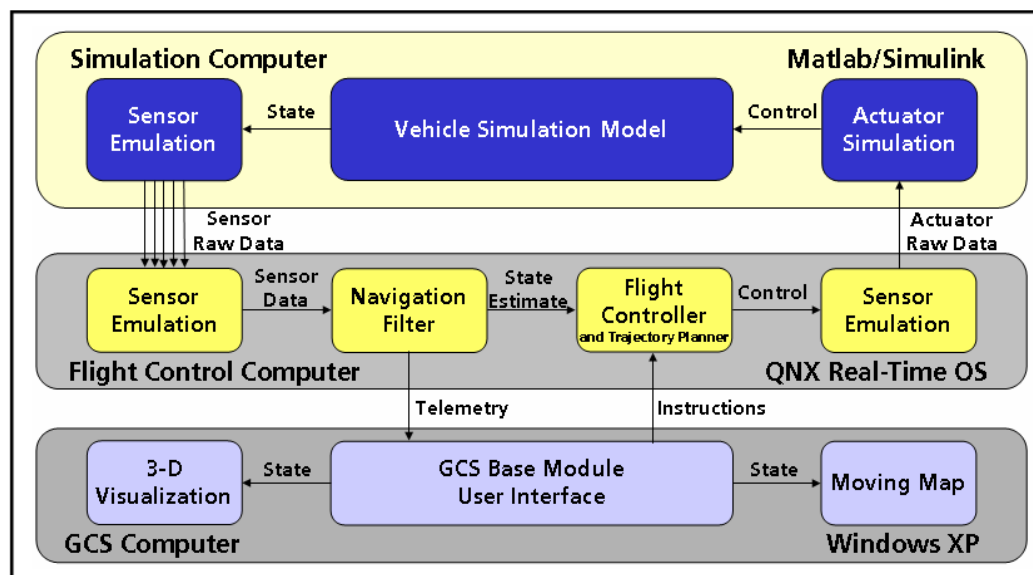 Simulation Computer
Matlab/Simulink
Sensor
Emulation
State
Vehicle Simulation Model
Control
Actuator
Simulation
Sensor
Raw Data
Actuator
Raw Data
Sensor
Emulation
Sensor
Data
Navigation
Filter
State
Estimate
Flight
Controller
and Trajectory Planner
Control
Sensor
Emulation
Flight Control Computer
QNX Real-Time OS
Telemetry
Instructions
3-D
Visualization
State
GCS Base Module
User Interface
State
Moving Map
GCS Computer
Windows XP